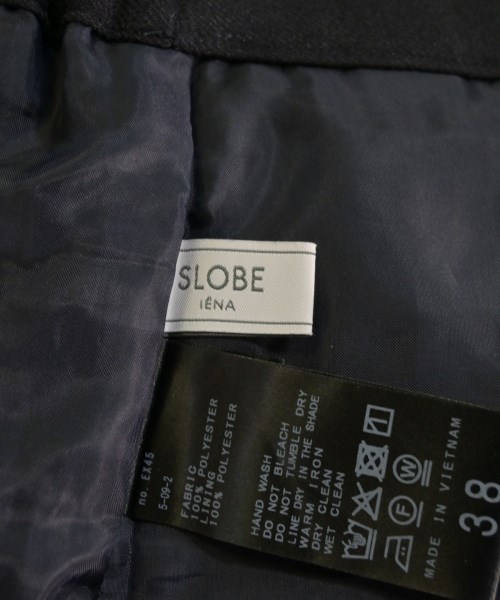 SLOBE
IÉNA
no. EX45
5-09-2
FABRIC
100% POLYESTER
LINING
100% POLYESTER
HAND WASH
DO NOT BLEACH
DO NOT TUMBLE DRY
LINE DRY IN THE SHADE
WARM IRON
DRY CLEAN
WET CLEAN
MADE IN VIETNAM
38